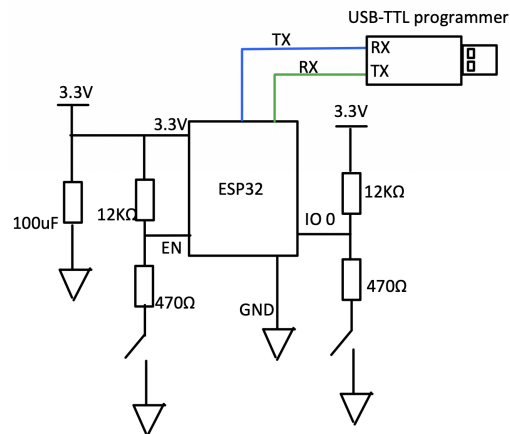 USB-TTL programmer
TX
RX
RX
TX
3.3V
3.3V
3.3V
ESP32
12KΩ
100uF
12KΩ
IO 0
EN
470Ω
470Ω
GND